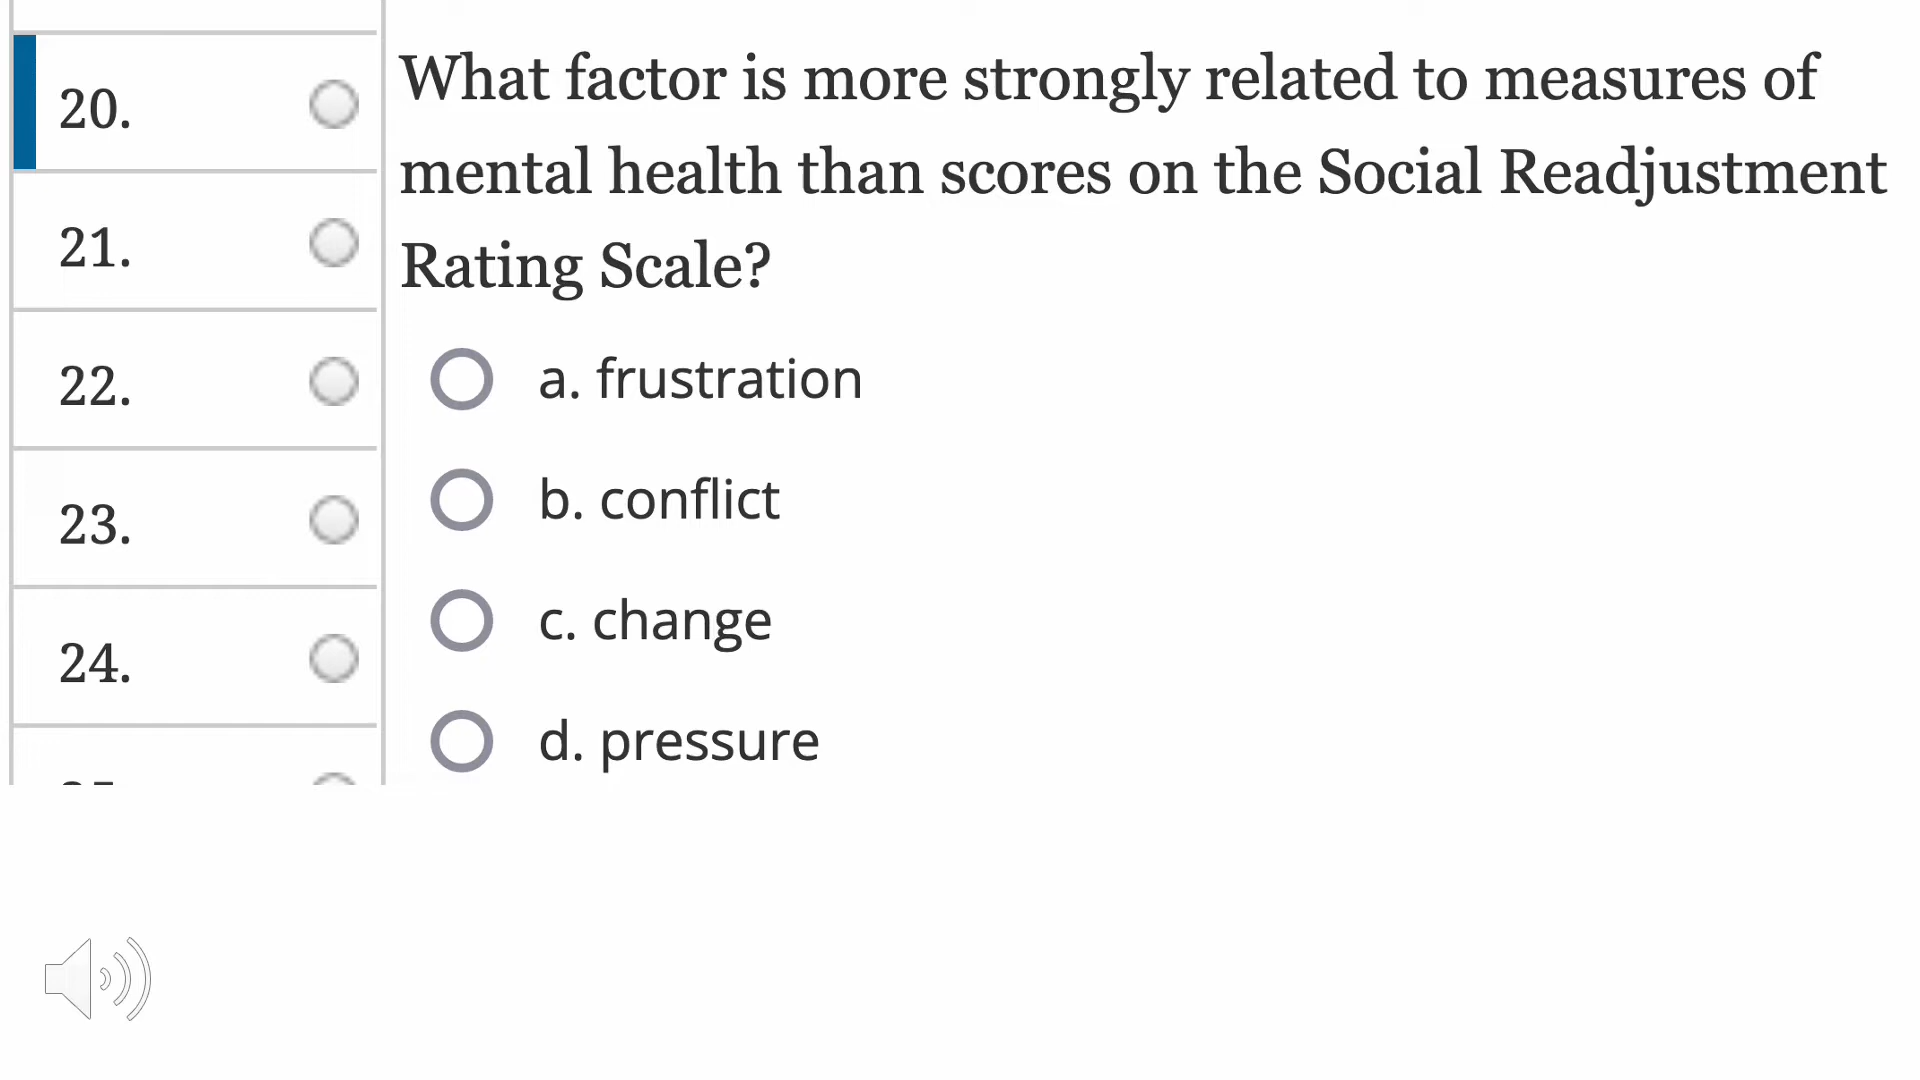 20.
21.
22.
23.
24.
What factor is more strongly related to measures of
mental health than scores on the Social Readjustment
Rating Scale?
a. frustration
b. conflict
c. change
d. pressure